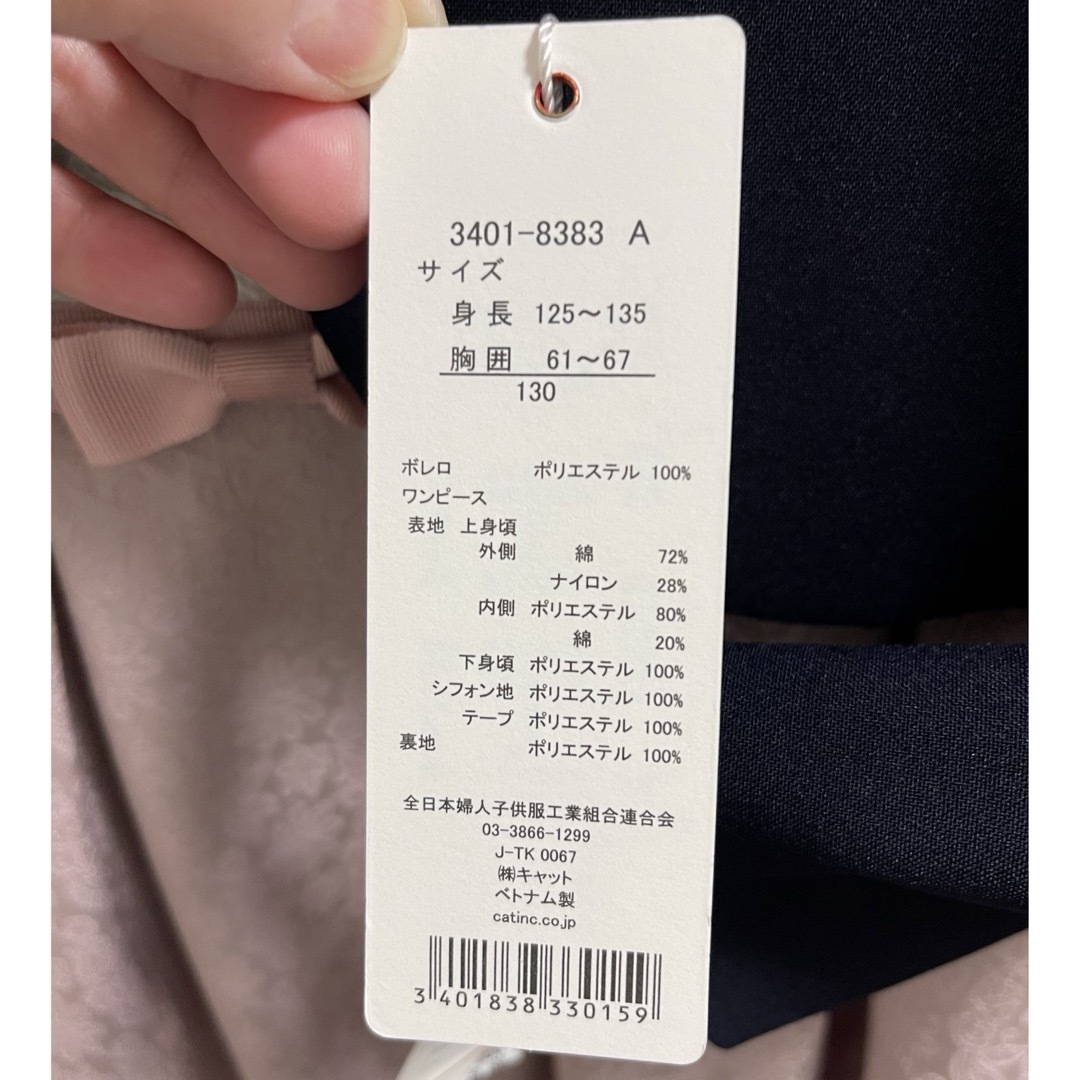 3401-8383 A
サイズ
身長 125～135
胸囲 61～67
130
ボレロ ポリエステル 100%
ワンピース
表地 上身頃
外側 綿 72%
ナイロン 28%
内側 ポリエステル 80%
綿 20%
下身頃 ポリエステル 100%
シフォン地 ポリエステル 100%
テープ ポリエステル 100%
裏地 ポリエステル 100%
全日本婦人子供服工業組合連合会
03-3866-1299
J-TK 0067
㈱キャット
ベトナム製
catinc.co.jp
3 401838 330159